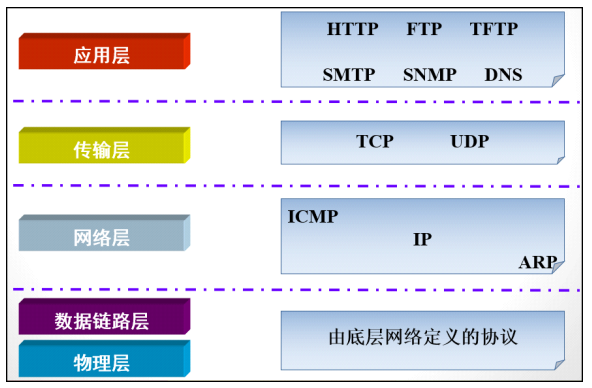 应用层
HTTP FTP TFTP
SMTP SNMP DNS
传输层
TCP UDP
网络层
ICMP
IP
ARP
数据链路层
物理层
由底层网络定义的协议